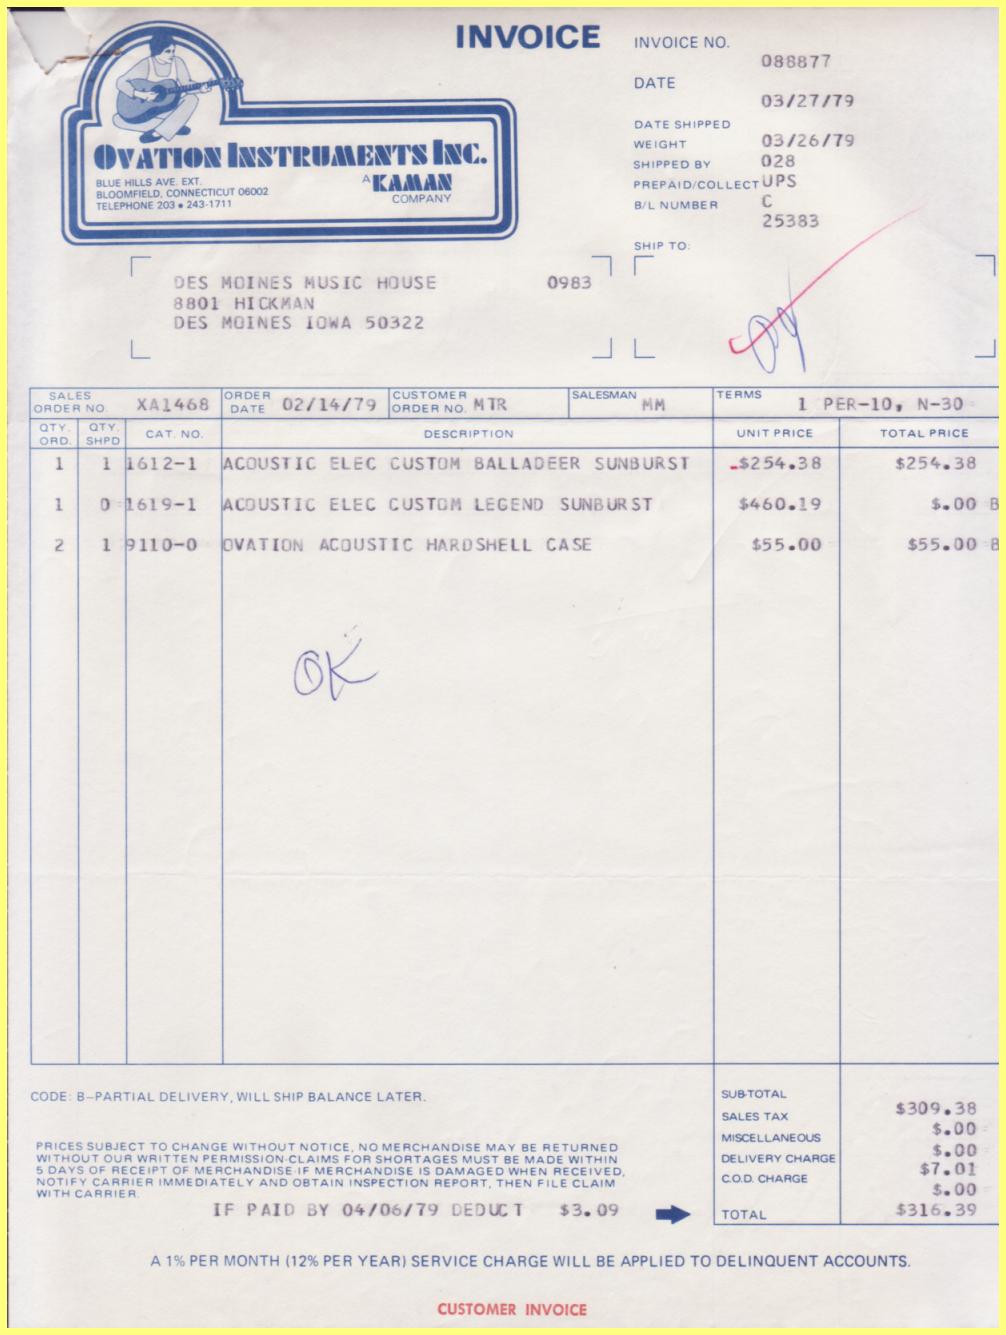 INVOICE
INVOICE NO.
088877
DATE
03/27/79
DATE SHIPPED
WEIGHT 03/26/79
SHIPPED BY 028
PREPAID/COLLECT UPS
B/L NUMBER C
25383
SHIP TO:
OVATION INSTRUMENTS INC.
BLUE HILLS AVE. EXT.
BLOOMFIELD, CONNECTICUT 06002
TELEPHONE 203 • 243-1711
A KAMAN
COMPANY
DES MOINES MUSIC HOUSE 0983
8801 HICKMAN
DES MOINES IOWA 50322
SALES ORDER NO. XA1468 ORDER DATE 02/14/79 CUSTOMER ORDER NO. MTR SALESMAN MM TERMS 1 PER-10, N-30
QTY. ORD. QTY. SHPD CAT. NO. DESCRIPTION UNIT PRICE TOTAL PRICE
1 1 1612-1 ACOUSTIC ELEC CUSTOM BALLADEER SUNBURST $254.38 $254.38
1 0 1619-1 ACOUSTIC ELEC CUSTOM LEGEND SUNBURST $460.19 $.00 B
2 1 9110-0 OVATION ACOUSTIC HARDSHELL CASE $55.00 $55.00 B
OK
CODE: B—PARTIAL DELIVERY, WILL SHIP BALANCE LATER.
PRICES SUBJECT TO CHANGE WITHOUT NOTICE, NO MERCHANDISE MAY BE RETURNED
WITHOUT OUR WRITTEN PERMISSION-CLAIMS FOR SHORTAGES MUST BE MADE WITHIN
5 DAYS OF RECEIPT OF MERCHANDISE-IF MERCHANDISE IS DAMAGED WHEN RECEIVED,
NOTIFY CARRIER IMMEDIATELY AND OBTAIN INSPECTION REPORT, THEN FILE CLAIM
WITH CARRIER.
IF PAID BY 04/06/79 DEDUCT $3.09
SUB-TOTAL $309.38
SALES TAX $.00
MISCELLANEOUS $.00
DELIVERY CHARGE $7.01
C.O.D. CHARGE $.00
TOTAL $316.39
A 1% PER MONTH (12% PER YEAR) SERVICE CHARGE WILL BE APPLIED TO DELINQUENT ACCOUNTS.
CUSTOMER INVOICE